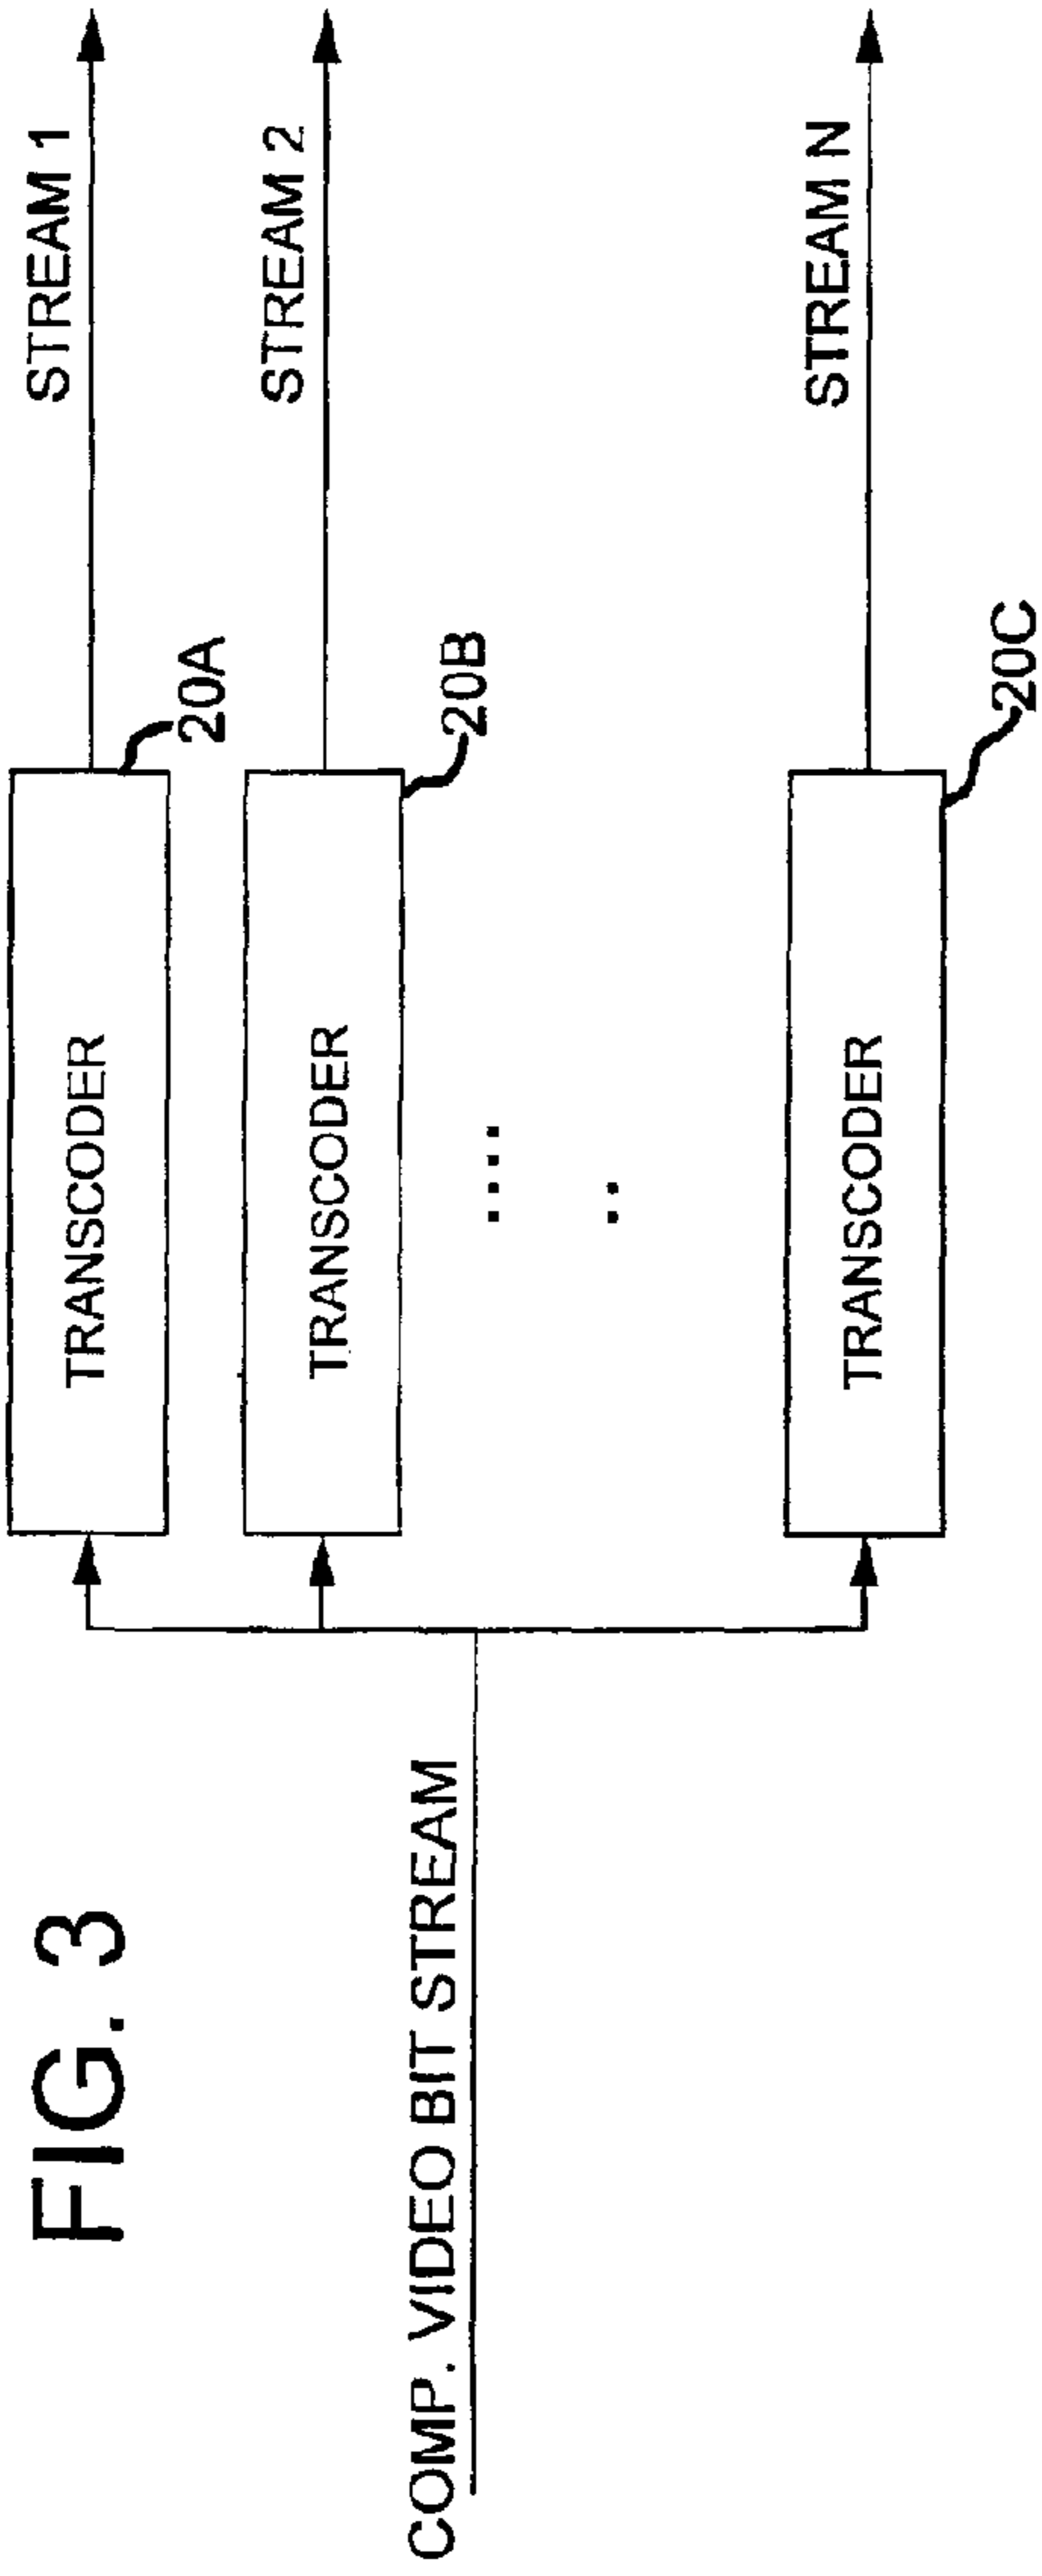 FIG. 3
COMP. VIDEO BIT STREAM
TRANSCODER
20A
STREAM 1
TRANSCODER
20B
STREAM 2
TRANSCODER
20C
STREAM N